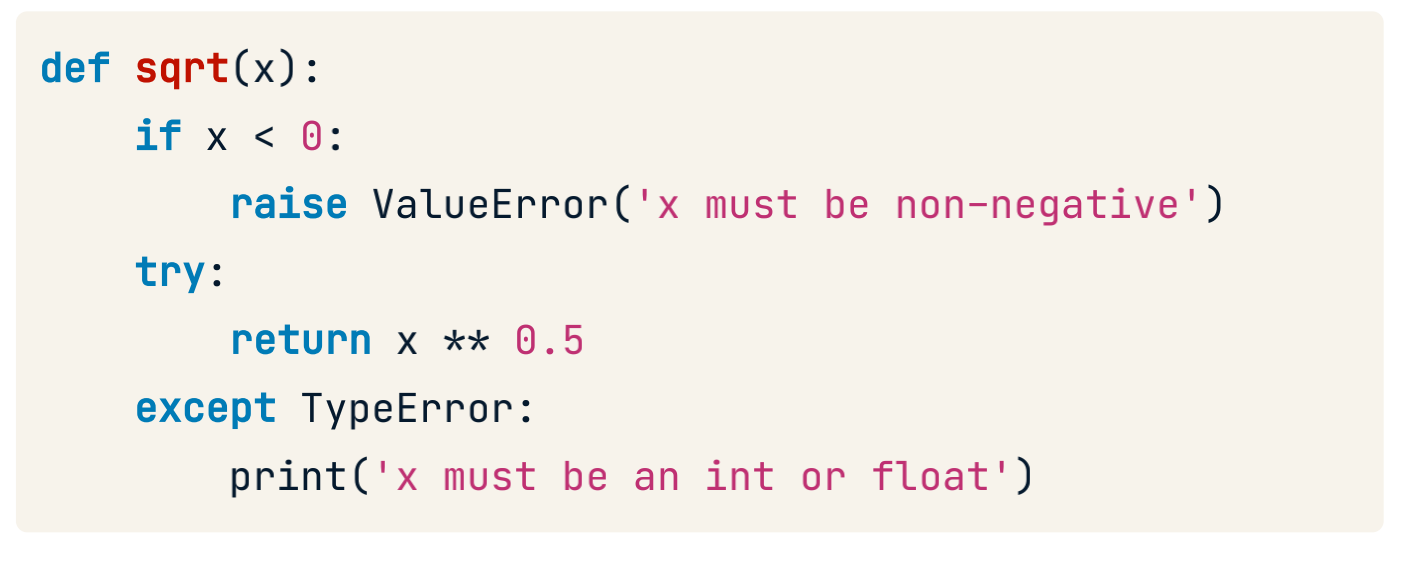 def sqrt(x):
    if x < 0:
        raise ValueError('x must be non-negative')
    try:
        return x ** 0.5
    except TypeError:
        print('x must be an int or float')